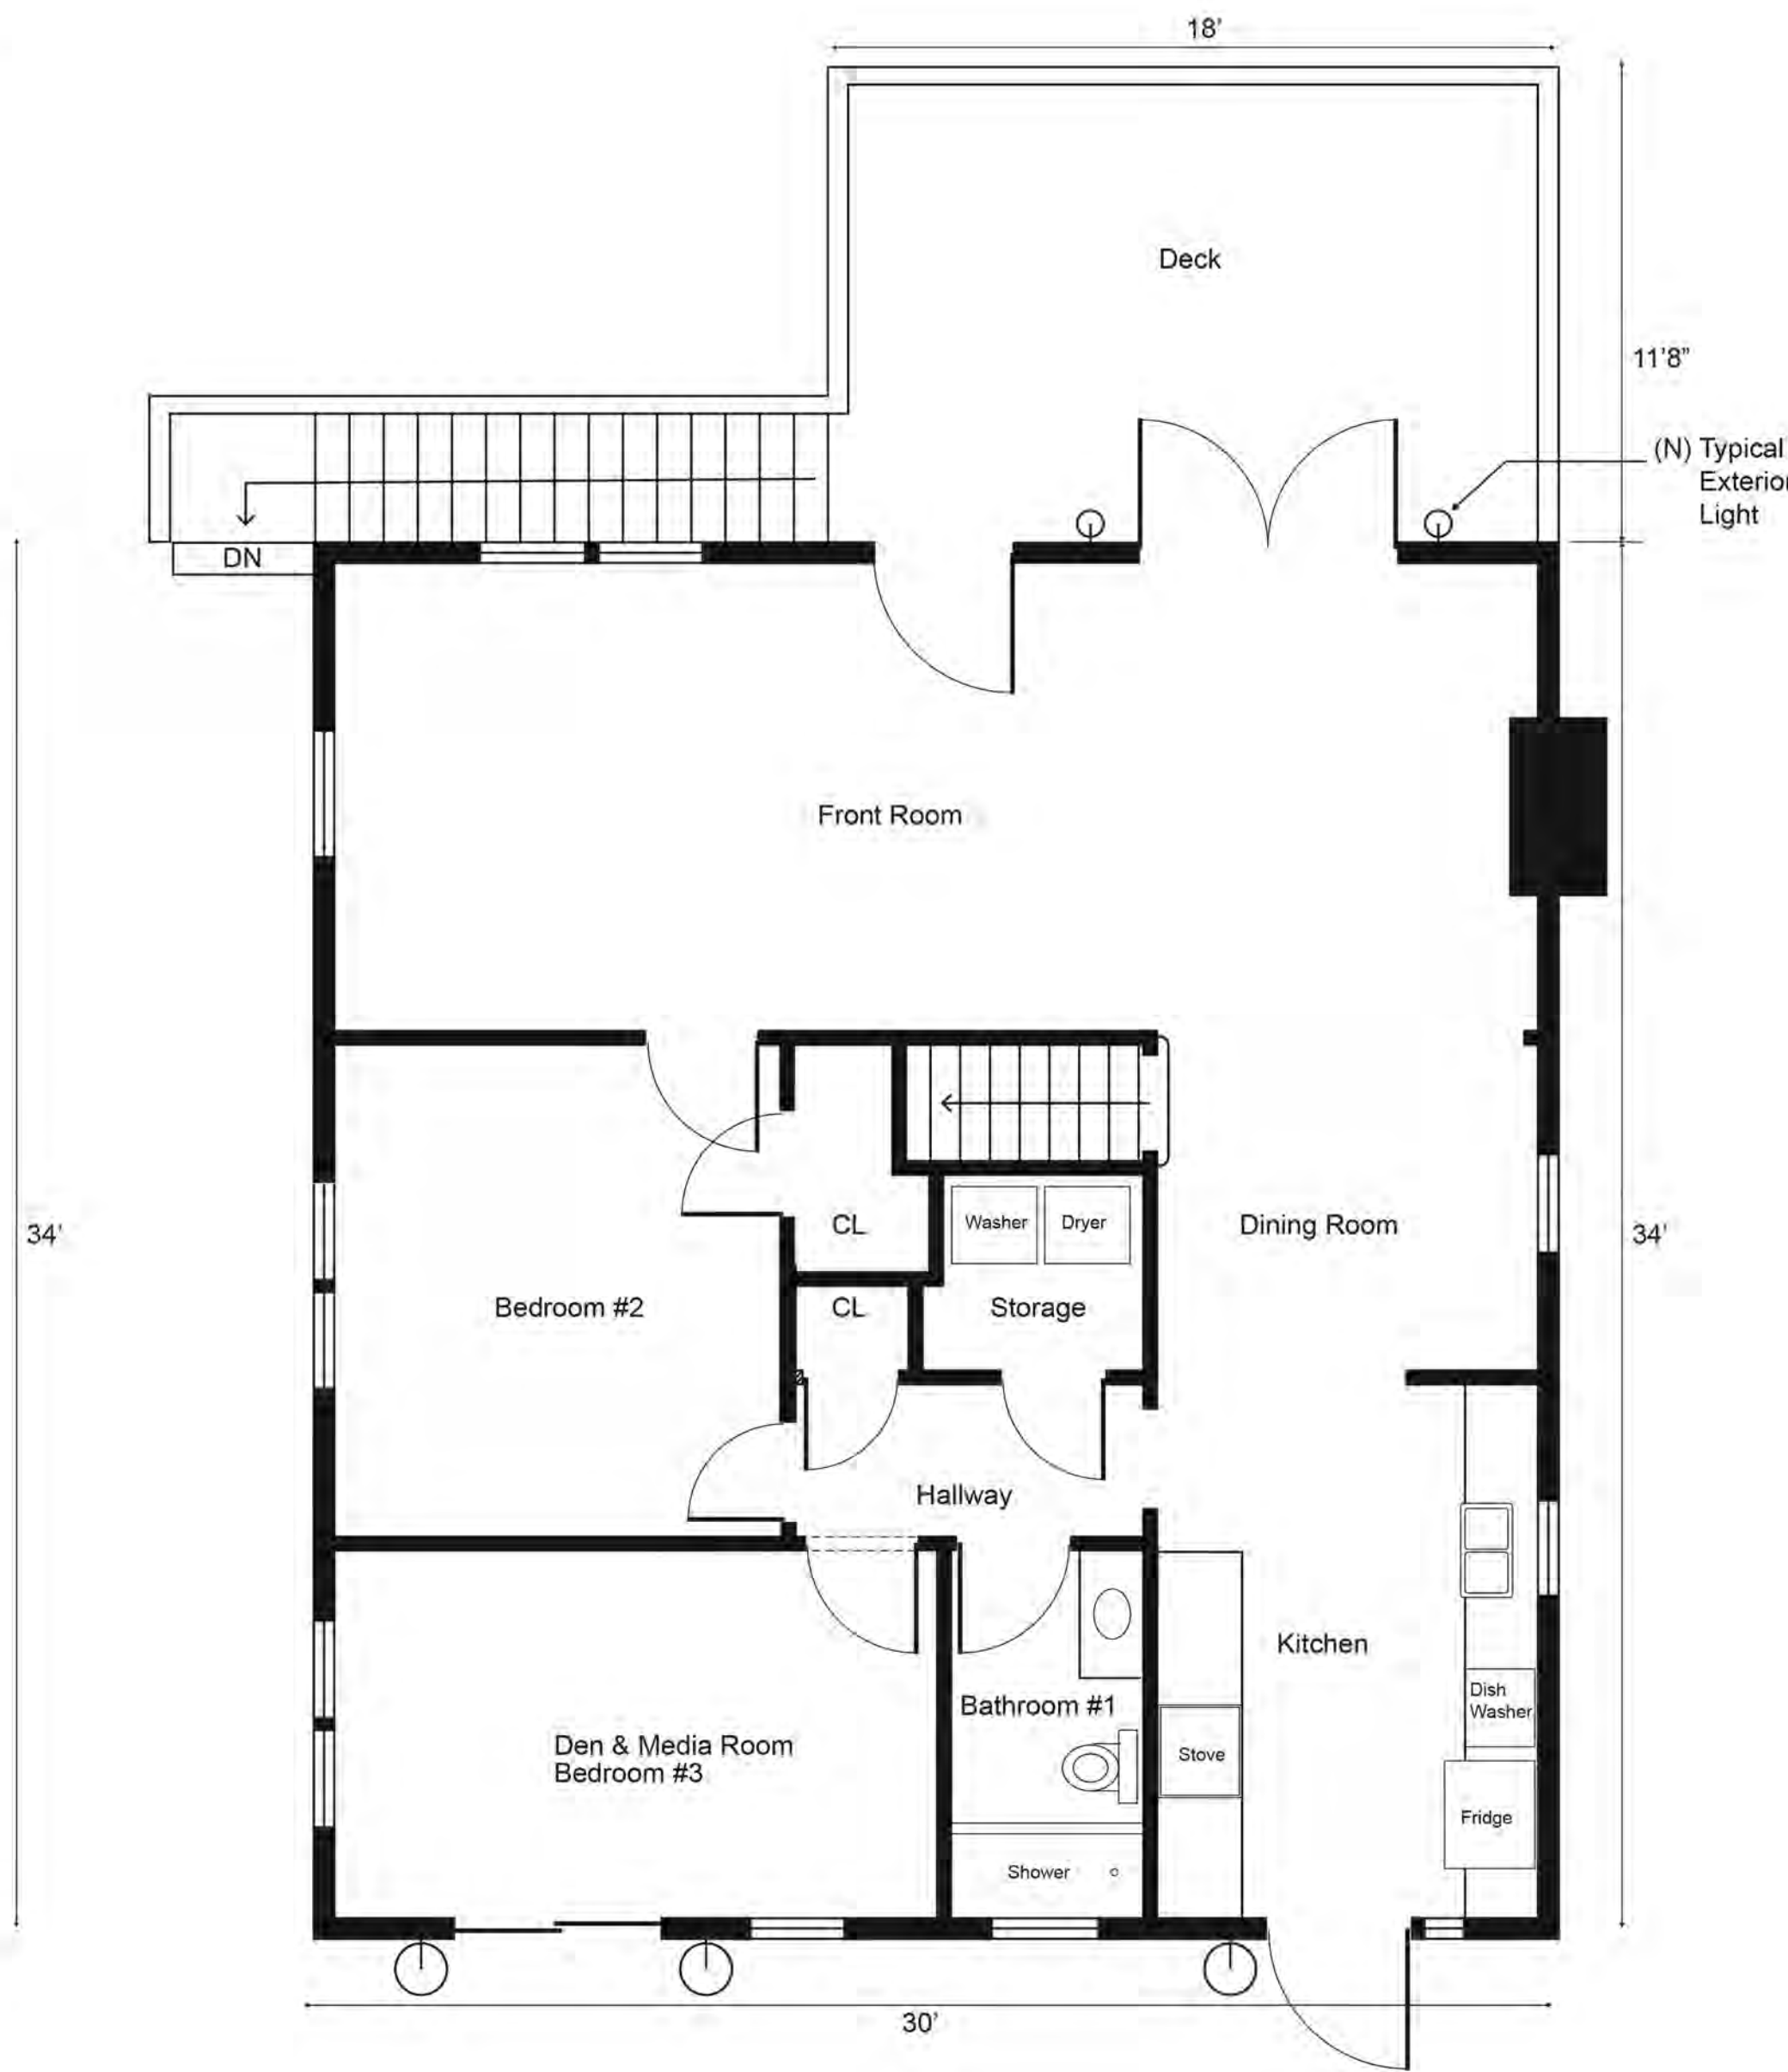 18’
Deck
11’8”
(N) Typical
Exterior
Light
DN
Front Room
34’
CL
Washer
Dryer
Dining Room
34’
Bedroom #2
CL
Storage
Hallway
Kitchen
Dish
Washer
Bathroom #1
Den & Media Room
Bedroom #3
Stove
Fridge
Shower
30’